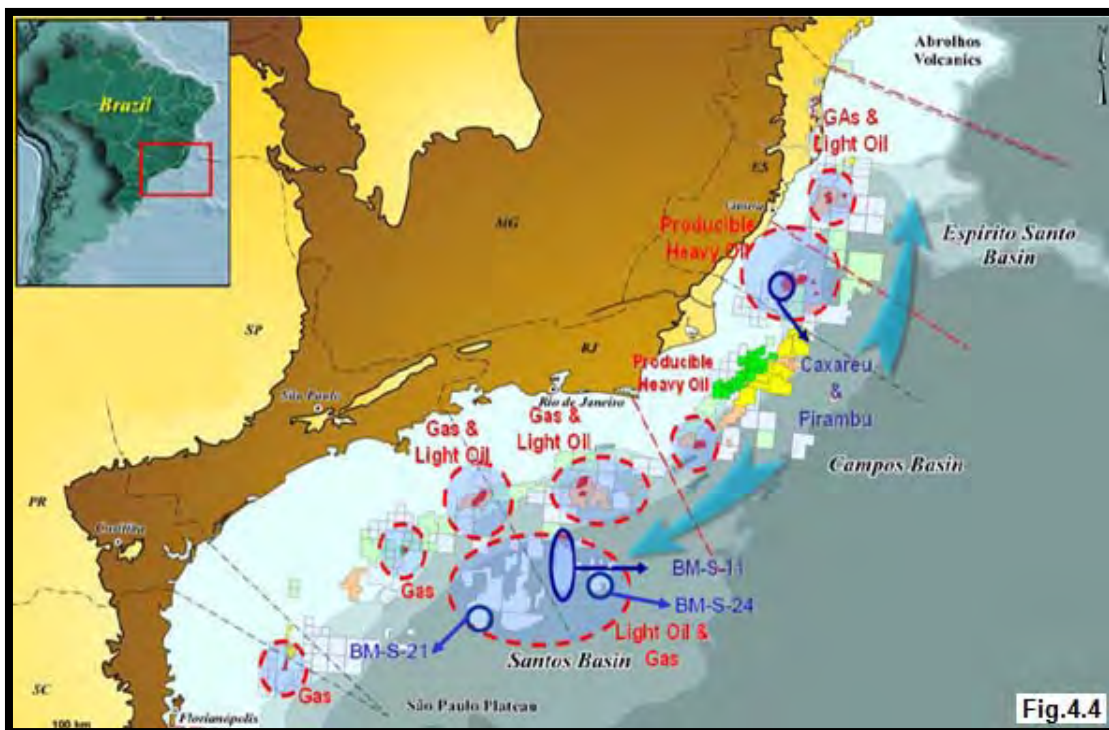 Brazil
N
Abrolhos
Volcanics
GAs &
Light Oil
ES
Vitória
MG
Producible
Heavy Oil
$
Espírito Santo
Basin
SP
RJ
Producible
Heavy Oil
Caxareu
&
Pirambu
São Paulo
Rio de Janeiro
Gas &
Light Oil
Gas &
Light Oil
Campos Basin
PR
Curitiba
Gas
BM-S-11
BM-S-24
BM-S-21
Light Oil &
Gas
Santos Basin
SC
Gas
São Paulo Plateau
Florianópolis
100 km
Fig.4.4